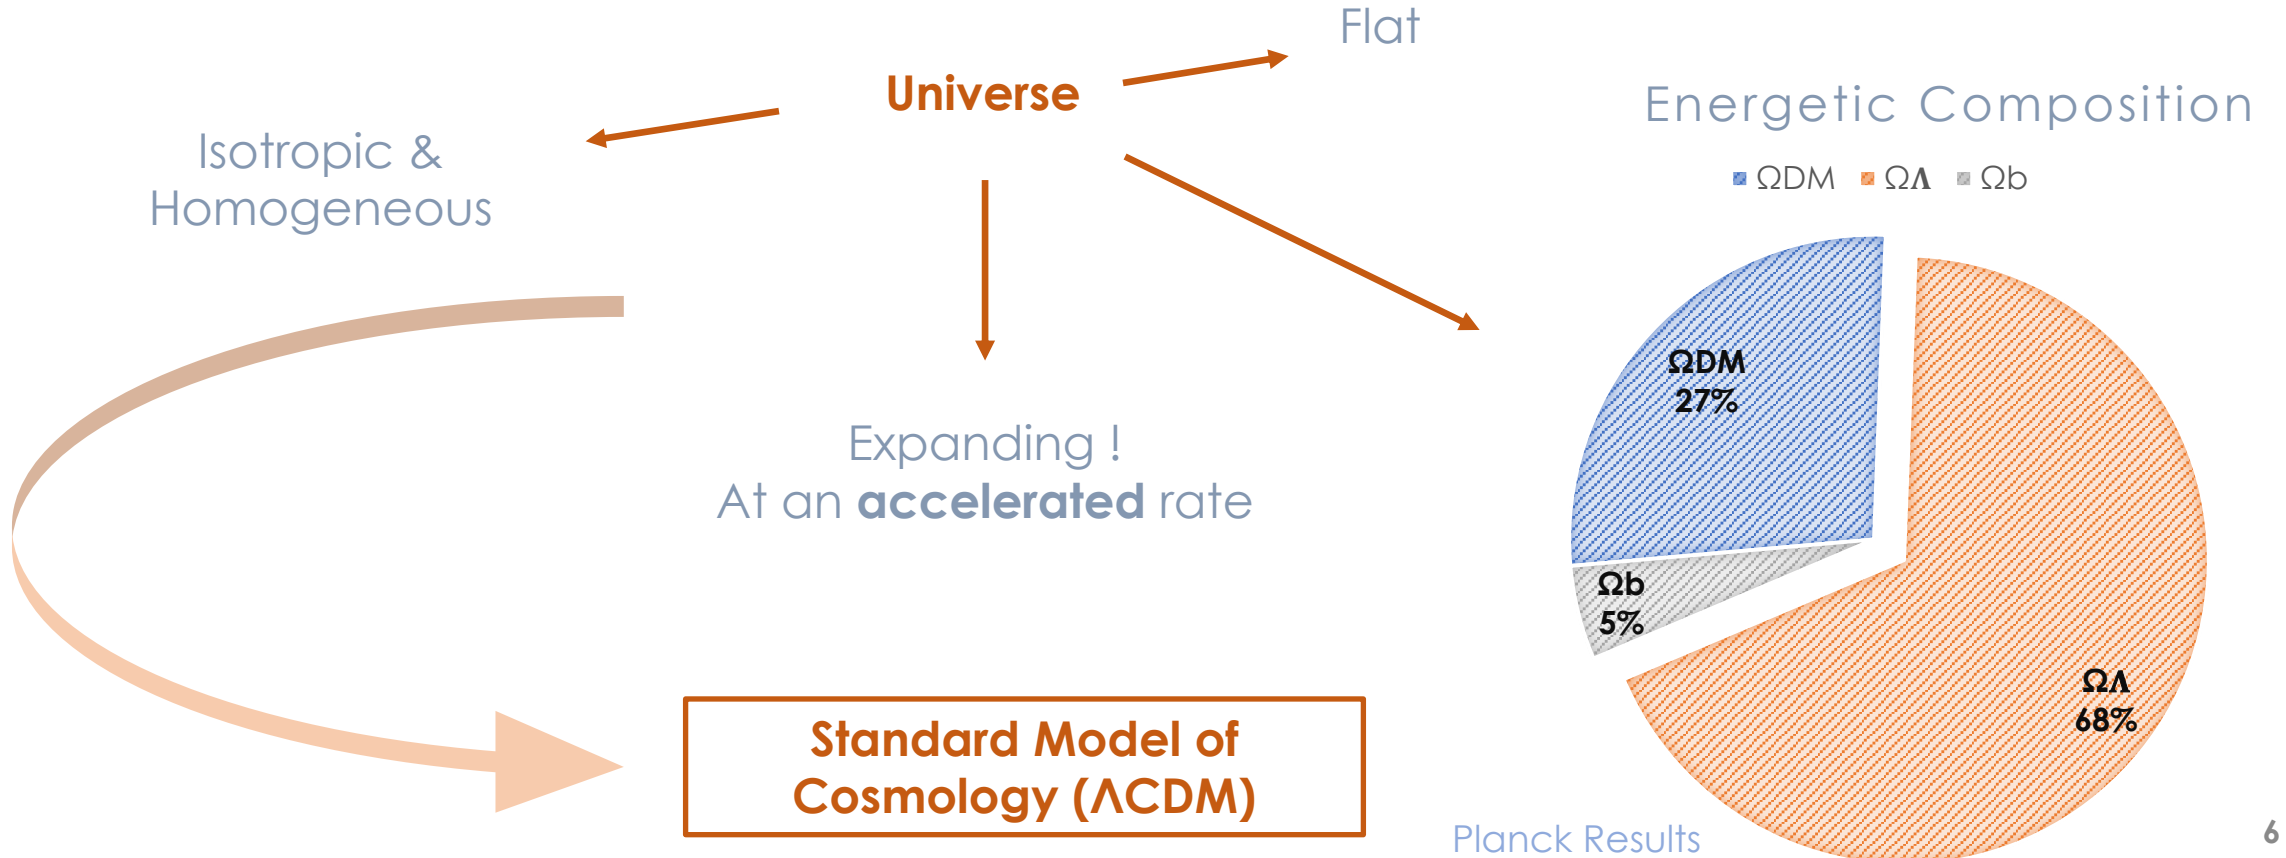 Flat
Universe
Isotropic &
Homogeneous
Energetic Composition
ΩDM ΩΛ Ωb
ΩDM
27%
Ωb
5%
ΩΛ
68%
Expanding !
At an accelerated rate
Standard Model of
Cosmology (ΛCDM)
Planck Results
6